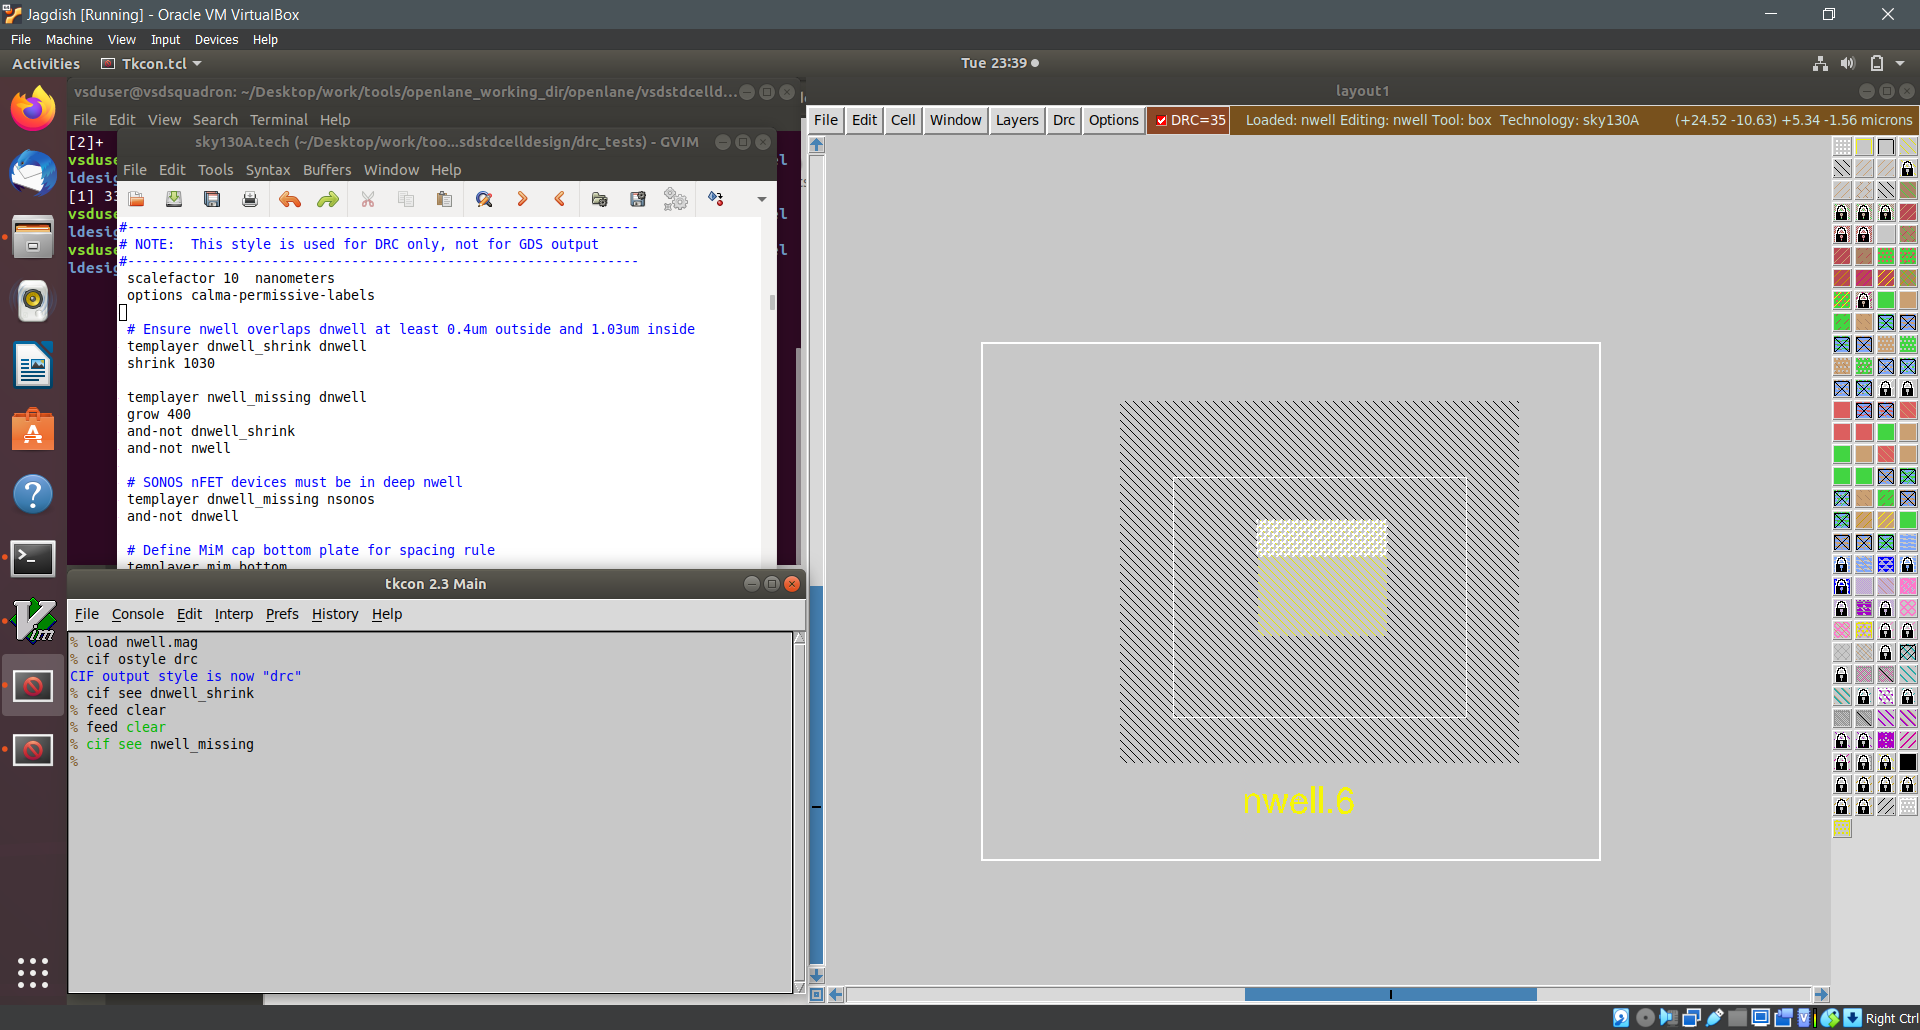 Jagdish [Running] - Oracle VM VirtualBox
File Machine View Input Devices Help
Activities Tkcon.tcl Tue 23:39
vsduser@vsdsquadron: ~/Desktop/work/tools/openlane_working_dir/openlane/vsdstdcelld...
File Edit View Search Terminal Help
[2]+
vsduse
ldesig
[1] 33
vsduse
ldesig
vsduse
ldesig
sky130A.tech (~/Desktop/work/too...sdstdcelldesign/drc_tests) - GVIM
File Edit Tools Syntax Buffers Window Help
#---------------------------------------------------------------
# NOTE:  This style is used for DRC only, not for GDS output
#---------------------------------------------------------------
scalefactor 10  nanometers
options calma-permissive-labels
# Ensure nwell overlaps dnwell at least 0.4um outside and 1.03um inside
templayer dnwell_shrink dnwell
shrink 1030
templayer nwell_missing dnwell
grow 400
and-not dnwell_shrink
and-not nwell
# SONOS nFET devices must be in deep nwell
templayer dnwell_missing nsonos
and-not dnwell
# Define MiM cap bottom plate for spacing rule
templayer mim_bottom
tkcon 2.3 Main
File Console Edit Interp Prefs History Help
% load nwell.mag
% cif ostyle drc
CIF output style is now "drc"
% cif see dnwell_shrink
% feed clear
% feed clear
% cif see nwell_missing
%
layout1
File Edit Cell Window Layers Drc Options DRC=35 Loaded: nwell Editing: nwell Tool: box Technology: sky130A (+24.52 -10.63) +5.34 -1.56 microns
nwell.6
Right Ctrl